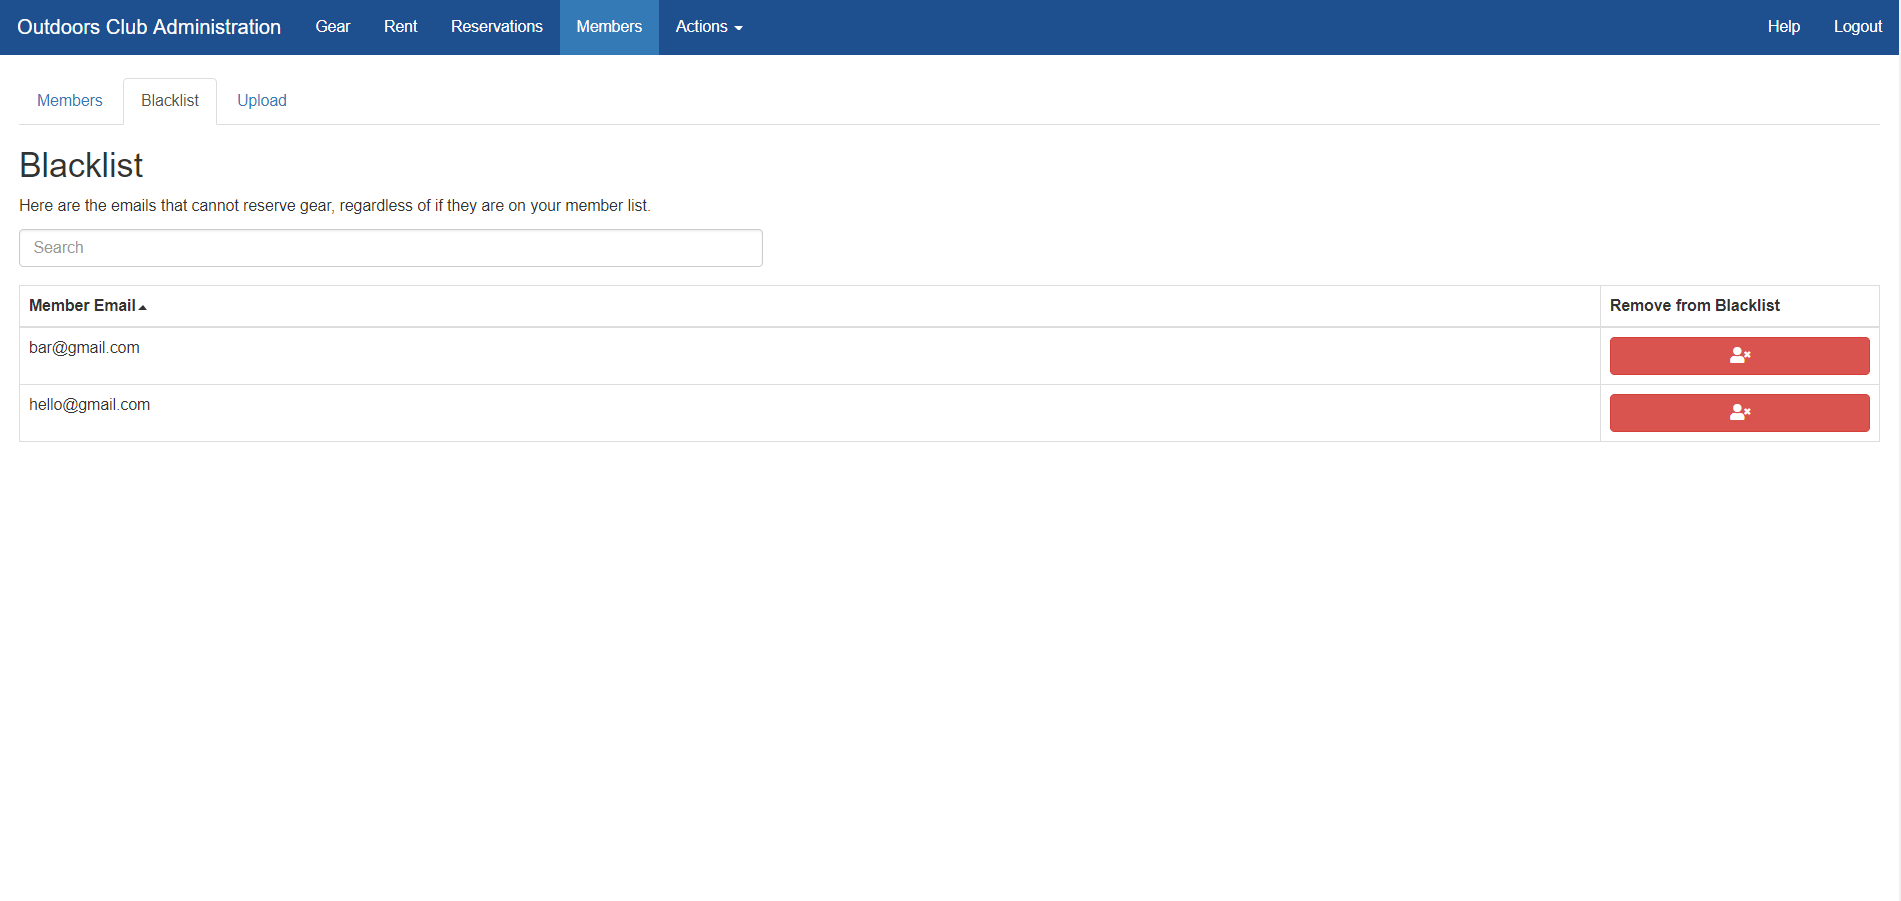 Outdoors Club Administration Gear Rent Reservations Members Actions Help Logout
Members Blacklist Upload
Blacklist
Here are the emails that cannot reserve gear, regardless of if they are on your member list.
Search
Member Email Remove from Blacklist
bar@gmail.com
hello@gmail.com